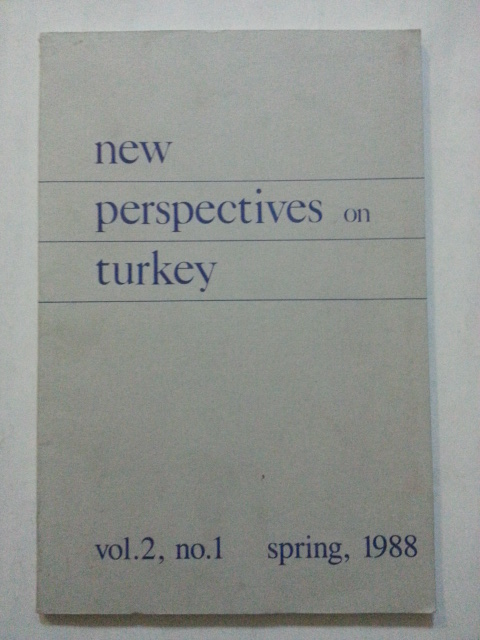 new
perspectives on
turkey
vol.2, no.1 spring, 1988